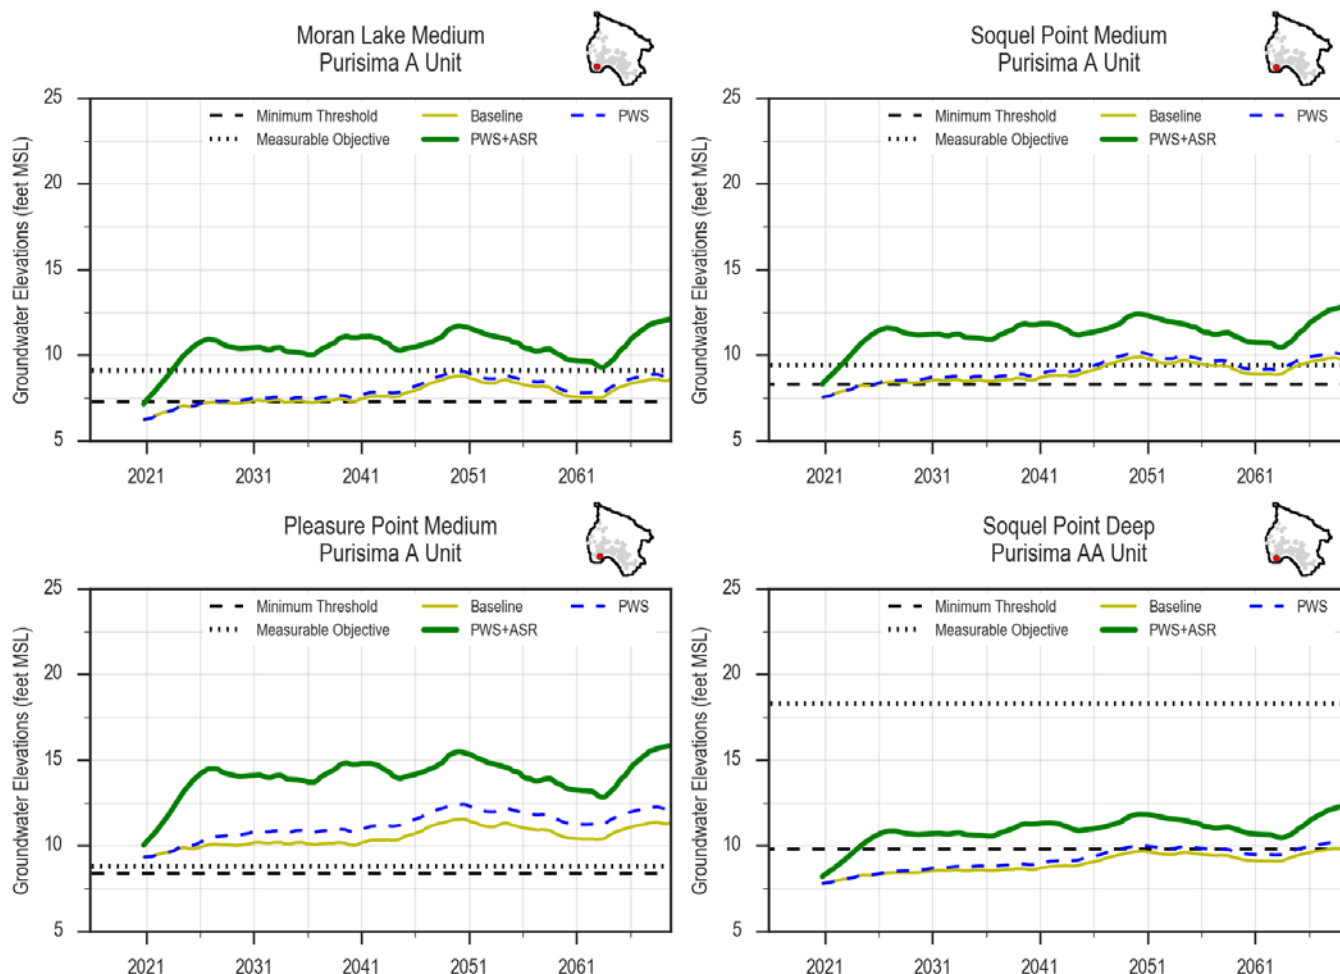 Moran Lake Medium
Purisima A Unit
Groundwater Elevations (feet MSL)
25
20
15
10
5
Minimum Threshold
Measurable Objective
Baseline
PWS+ASR
PWS
2021 2031 2041 2051 2061
Soquel Point Medium
Purisima A Unit
Groundwater Elevations (feet MSL)
25
20
15
10
5
Minimum Threshold
Measurable Objective
Baseline
PWS+ASR
PWS
2021 2031 2041 2051 2061
Pleasure Point Medium
Purisima A Unit
Groundwater Elevations (feet MSL)
25
20
15
10
5
Minimum Threshold
Measurable Objective
Baseline
PWS+ASR
PWS
2021 2031 2041 2051 2061
Soquel Point Deep
Purisima AA Unit
Groundwater Elevations (feet MSL)
25
20
15
10
5
Minimum Threshold
Measurable Objective
Baseline
PWS+ASR
PWS
2021 2031 2041 2051 2061